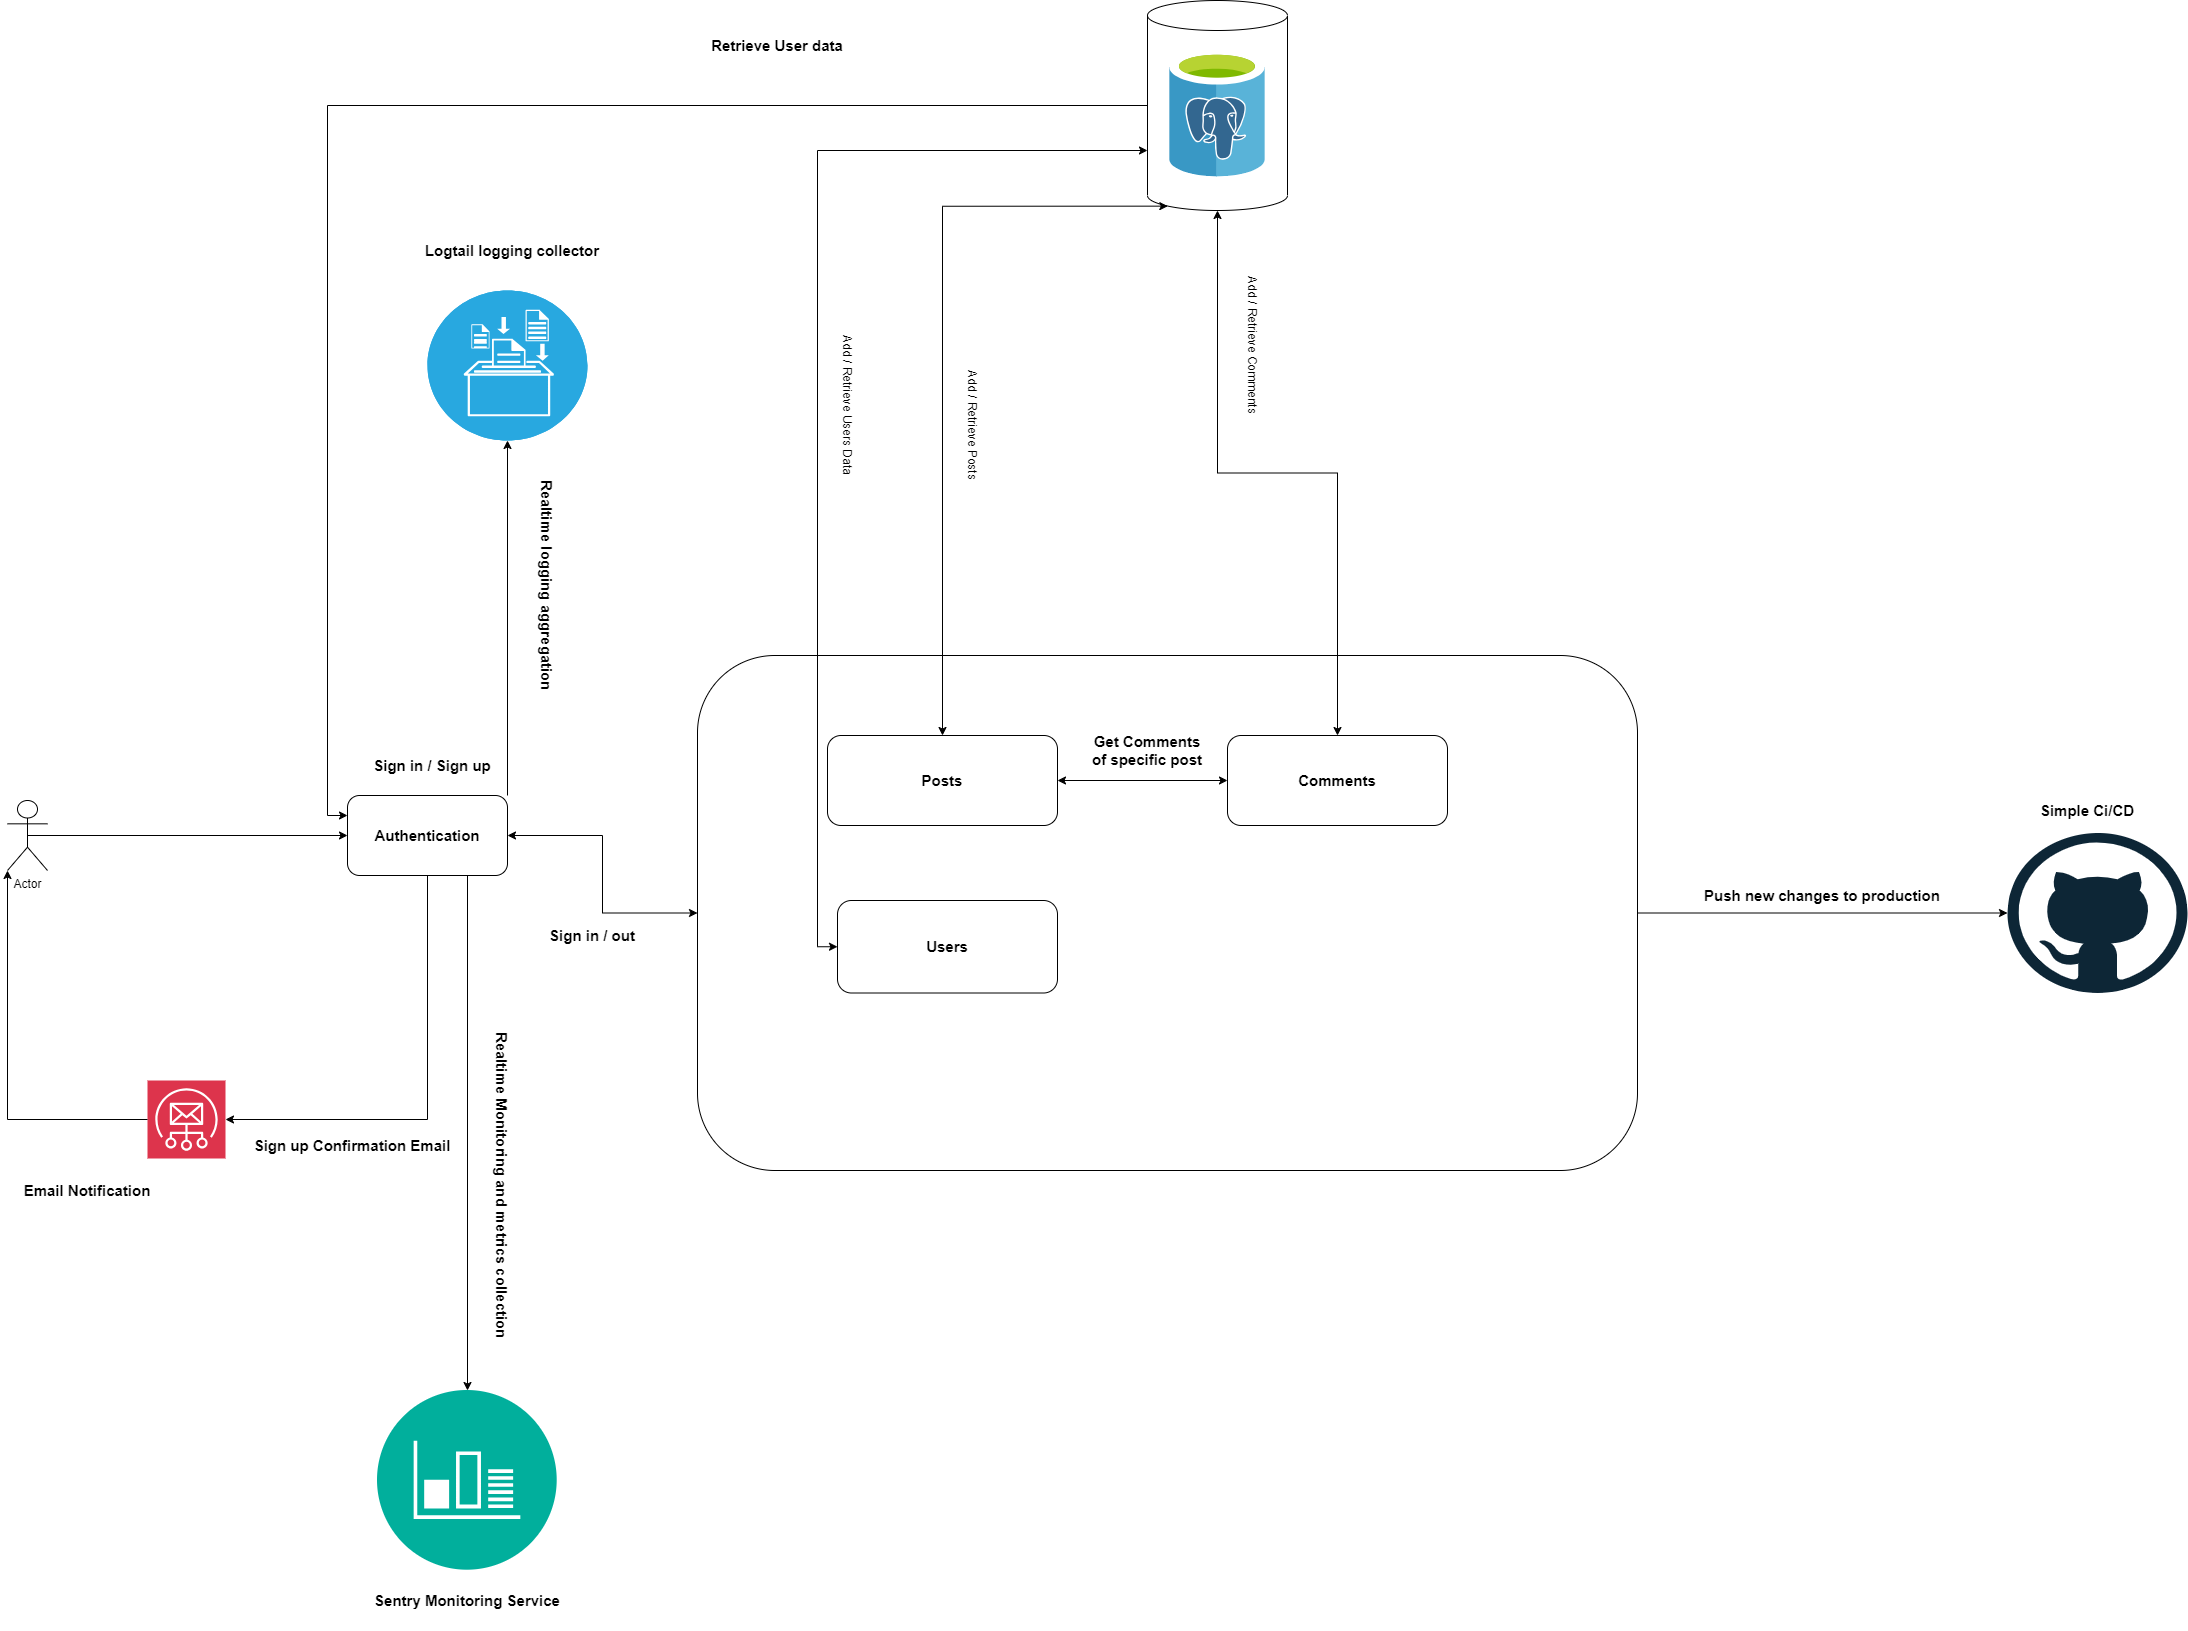 Retrieve User data
Logtail logging collector
Add / Retrieve Comments
Add / Retrieve Users Data
Add / Retrieve Posts
Realtime logging aggregation
Sign in / Sign up
Get Comments
of specific post
Posts
Comments
Simple Ci/CD
Authentication
Actor
Push new changes to production
Sign in / out
Users
Realtime Monitoring and metrics collection
Sign up Confirmation Email
Email Notification
Sentry Monitoring Service